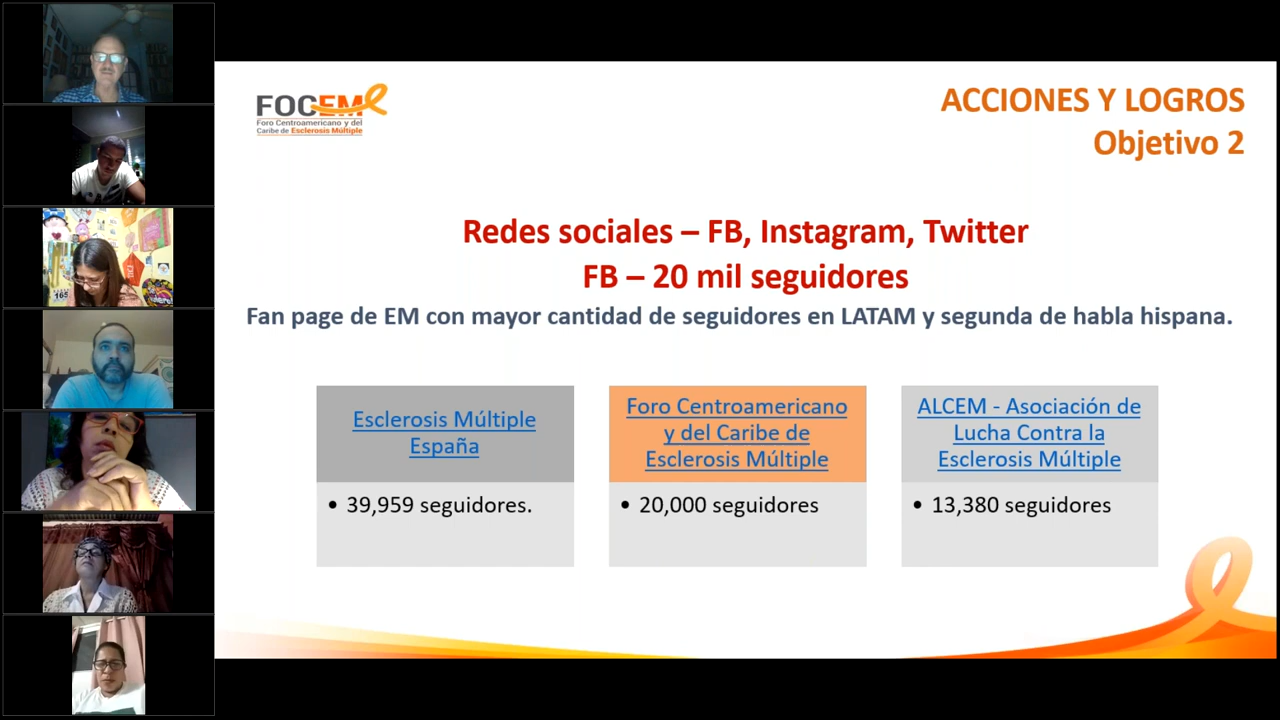 FOCEM
Foro Centroamericano y del
Caribe de Esclerosis Múltiple
ACCIONES Y LOGROS
Objetivo 2
Redes sociales – FB, Instagram, Twitter
FB – 20 mil seguidores
Fan page de EM con mayor cantidad de seguidores en LATAM y segunda de habla hispana.
Esclerosis Múltiple
España
• 39,959 seguidores.
Foro Centroamericano
y del Caribe de
Esclerosis Múltiple
• 20,000 seguidores
ALCEM - Asociación de
Lucha Contra la
Esclerosis Múltiple
• 13,380 seguidores
165